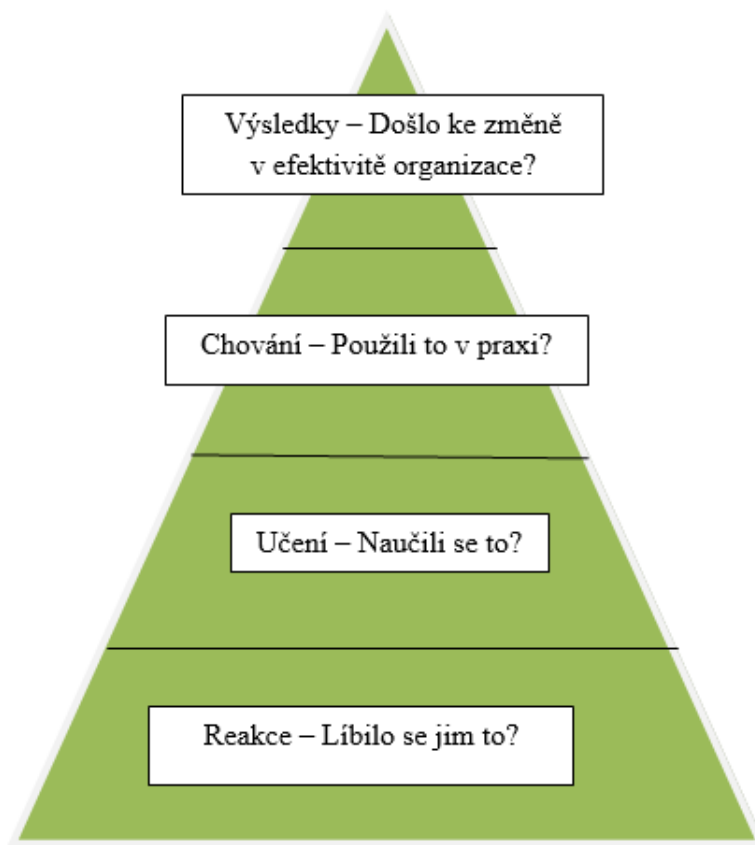 Výsledky – Došlo ke změně
v efektivitě organizace?
Chování – Použili to v praxi?
Učení – Naučili se to?
Reakce – Líbilo se jim to?